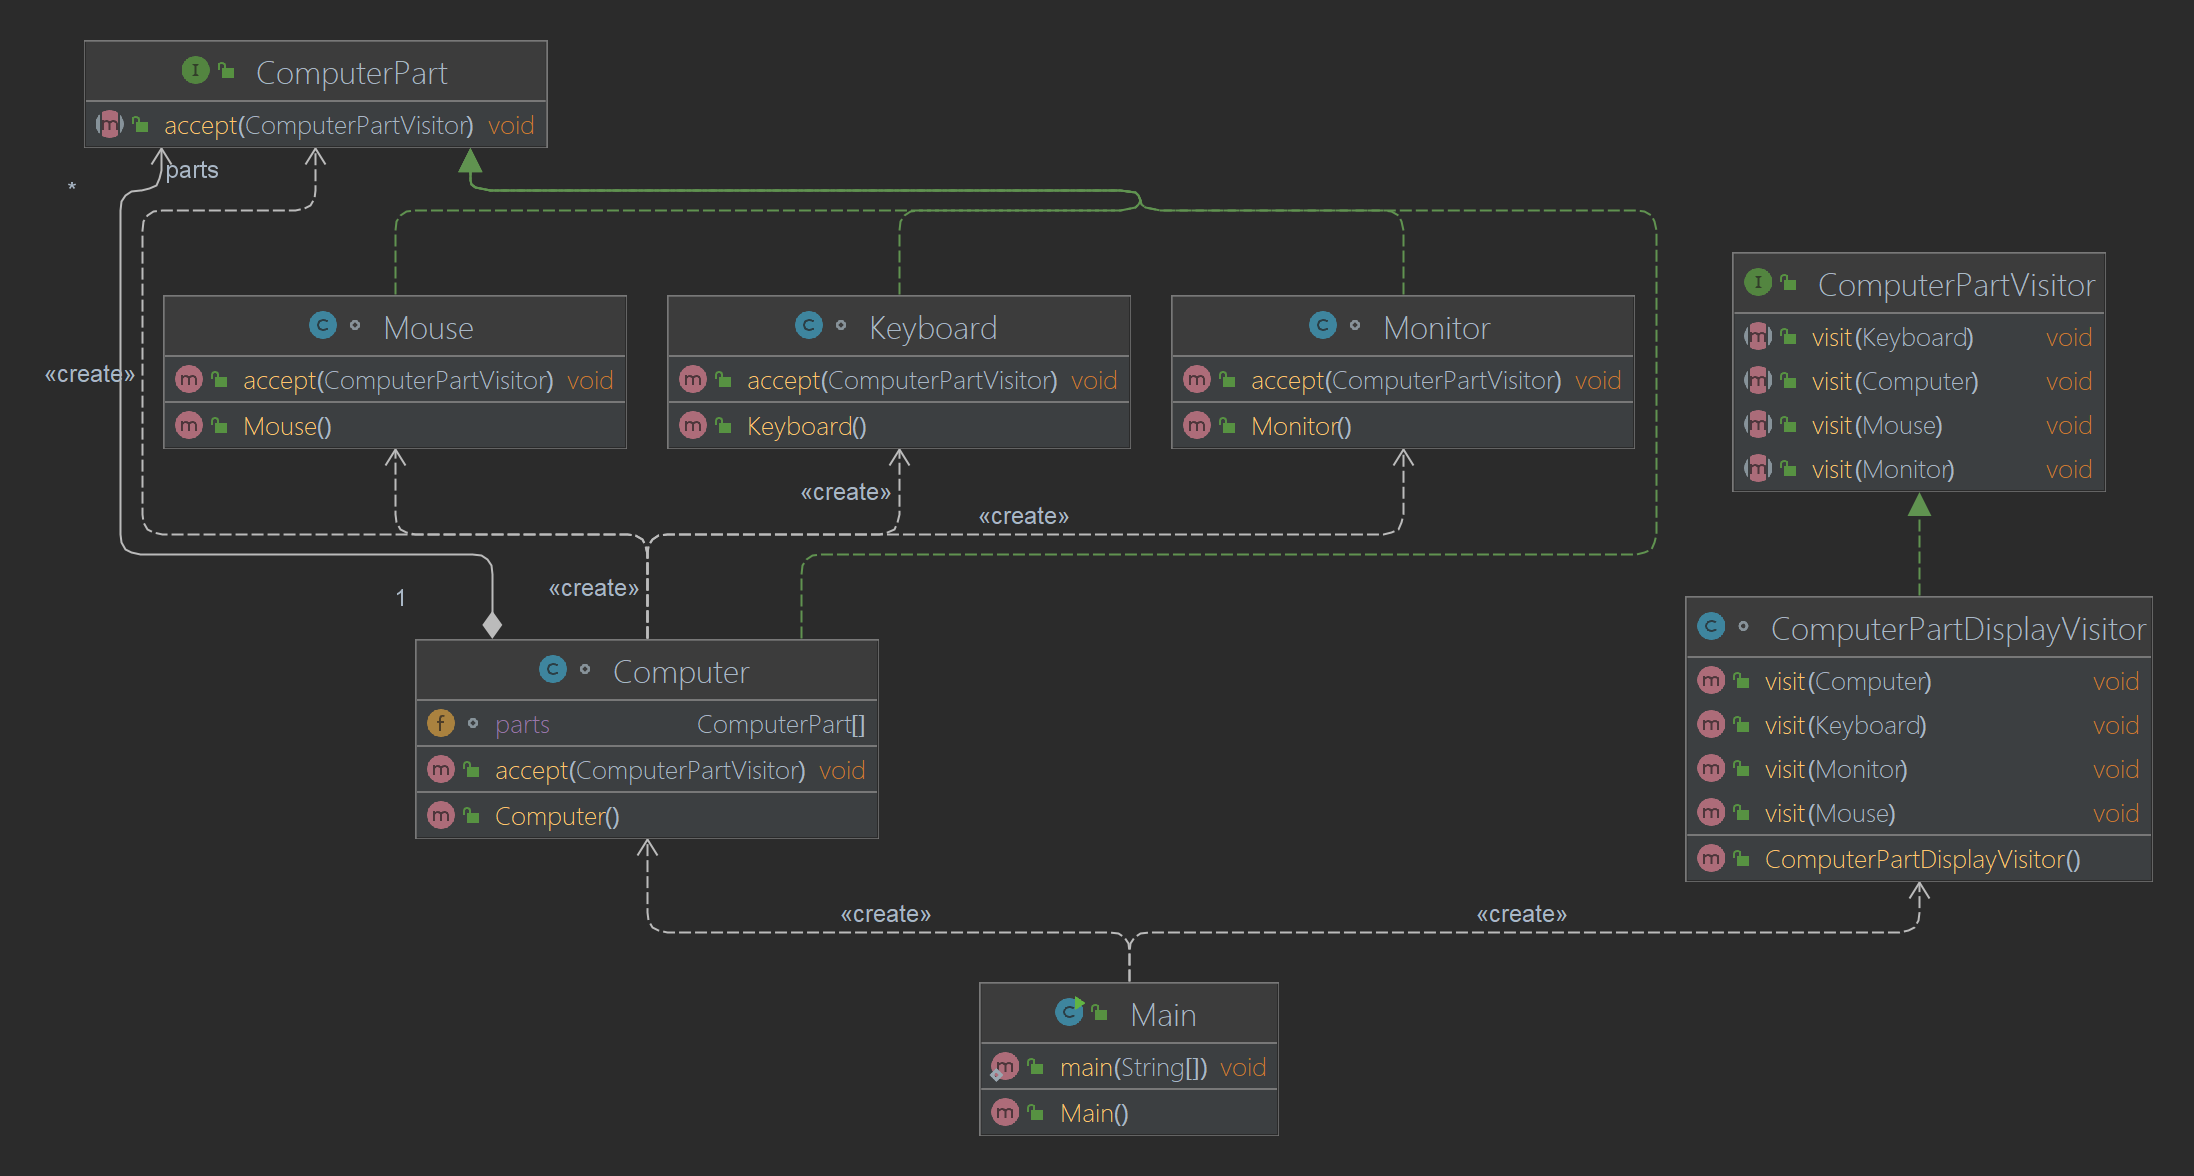 ComputerPart
accept(ComputerPartVisitor) void
parts
*
Mouse
accept(ComputerPartVisitor) void
Mouse()
Keyboard
accept(ComputerPartVisitor) void
Keyboard()
Monitor
accept(ComputerPartVisitor) void
Monitor()
ComputerPartVisitor
visit(Keyboard) void
visit(Computer) void
visit(Mouse) void
visit(Monitor) void
«create»
«create»
«create»
«create»
1
Computer
parts ComputerPart[]
accept(ComputerPartVisitor) void
Computer()
ComputerPartDisplayVisitor
visit(Computer) void
visit(Keyboard) void
visit(Monitor) void
visit(Mouse) void
ComputerPartDisplayVisitor()
«create»
«create»
Main
main(String[]) void
Main()